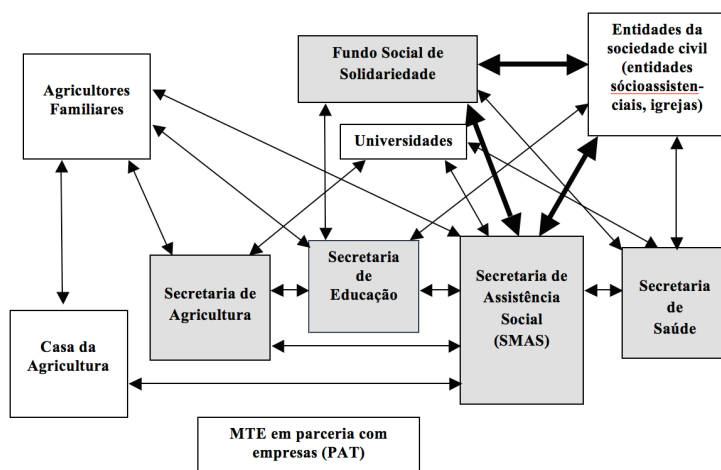 Fundo Social de
Solidariedade
Entidades da
sociedade civil
(entidades
sócioassisten-
ciais, igrejas)
Agricultores
Familiares
Universidades
Secretaria de
Agricultura
Secretaria
de
Educação
Secretaria de
Assistência
Social
(SMAS)
Secretaria
de
Saúde
Casa da
Agricultura
MTE em parceria com
empresas (PAT)